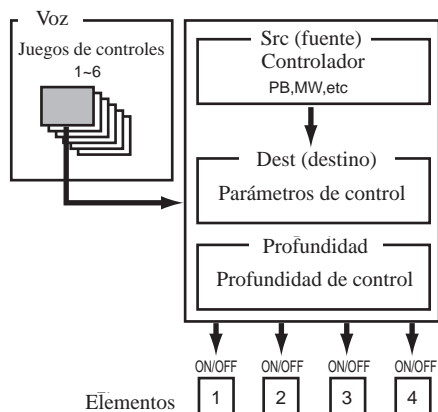 Voz
Juegos de controles
1~6
Src (fuente)
Controlador
PB,MW,etc
Dest (destino)
Parámetros de control
Profundidad
Profundidad de control
ON/OFF ON/OFF ON/OFF ON/OFF
Elementos 1 2 3 4